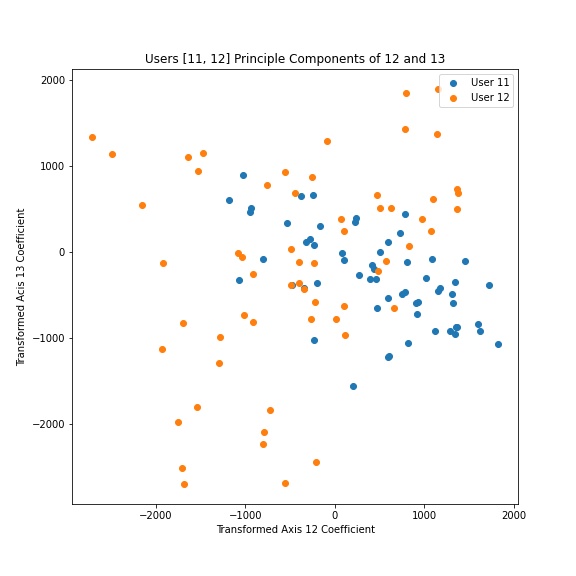 Users [11, 12] Principle Components of 12 and 13
User 11
User 12
2000
1000
0
−1000
−2000
Transformed Acis 13 Coefficient
−2000
−1000
0
1000
2000
Transformed Axis 12 Coefficient